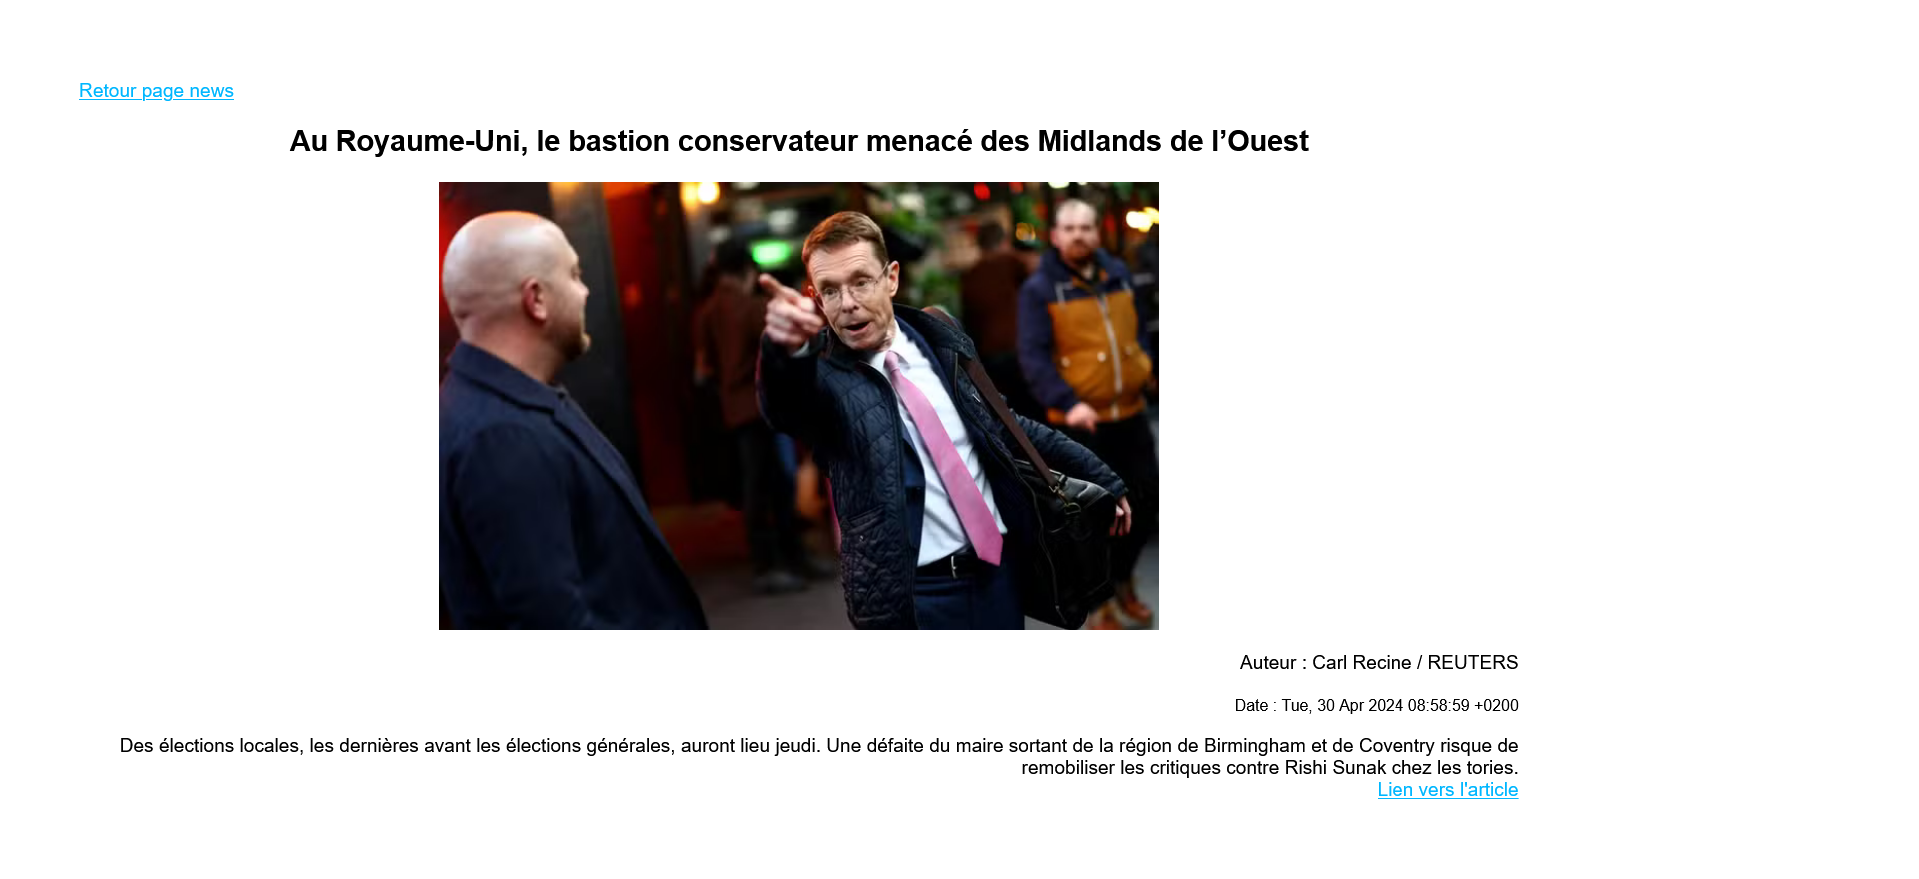 Retour page news
Au Royaume-Uni, le bastion conservateur menacé des Midlands de l’Ouest
Auteur : Carl Recine / REUTERS
Date : Tue, 30 Apr 2024 08:58:59 +0200
Des élections locales, les dernières avant les élections générales, auront lieu jeudi. Une défaite du maire sortant de la région de Birmingham et de Coventry risque de
remobiliser les critiques contre Rishi Sunak chez les tories.
Lien vers l'article